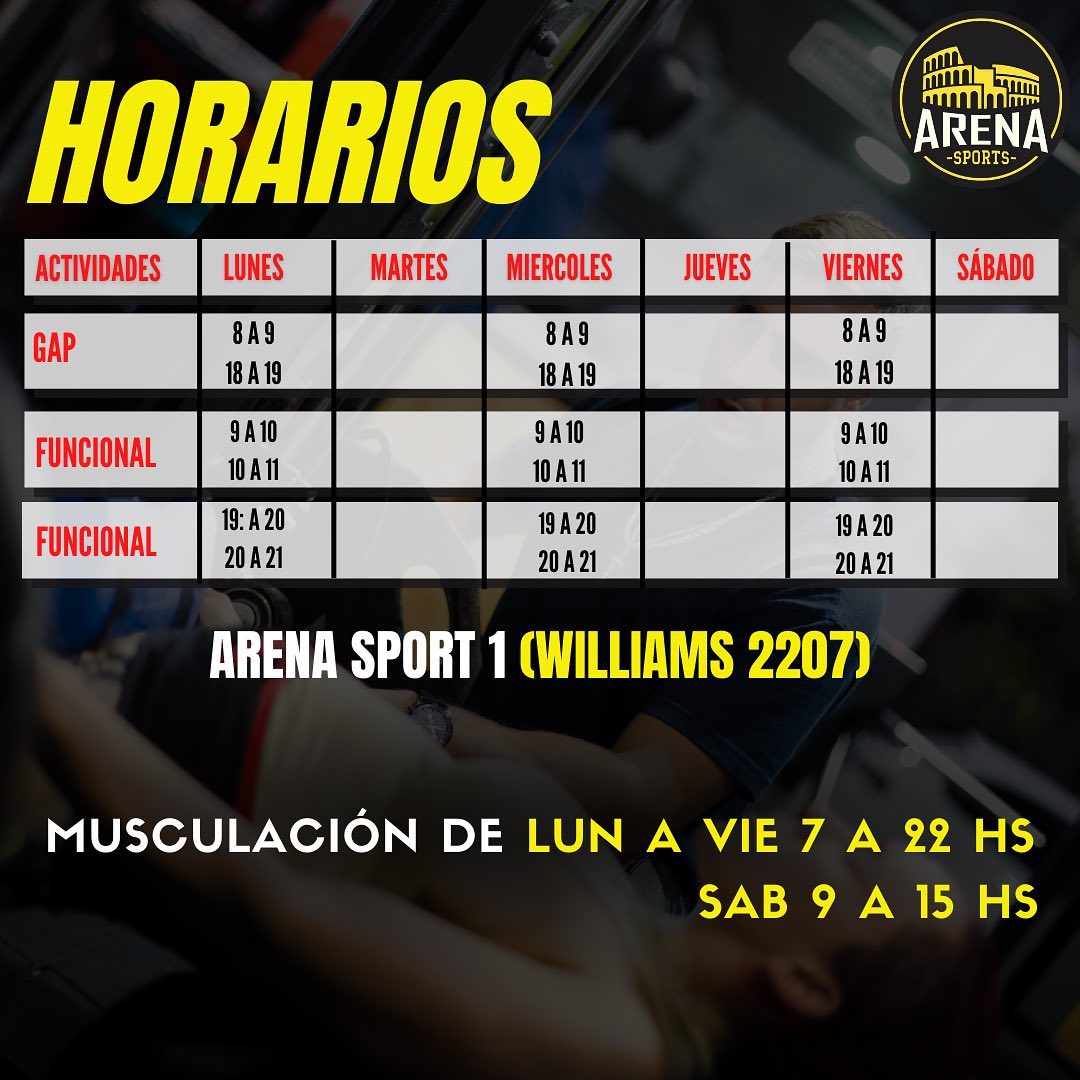 HORARIOS
ARENA
-SPORTS-
ACTIVIDADES LUNES MARTES MIERCOLES JUEVES VIERNES SÁBADO
GAP
8 A 9 8 A 9 8 A 9
18 A 19 18 A 19 18 A 19
FUNCIONAL
9 A 10 9 A 10 9 A 10
10 A 11 10 A 11 10 A 11
FUNCIONAL
19: A 20 19 A 20 19 A 20
20 A 21 20 A 21 20 A 21
ARENA SPORT 1 (WILLIAMS 2207)
MUSCULACIÓN DE LUN A VIE 7 A 22 HS
SAB 9 A 15 HS